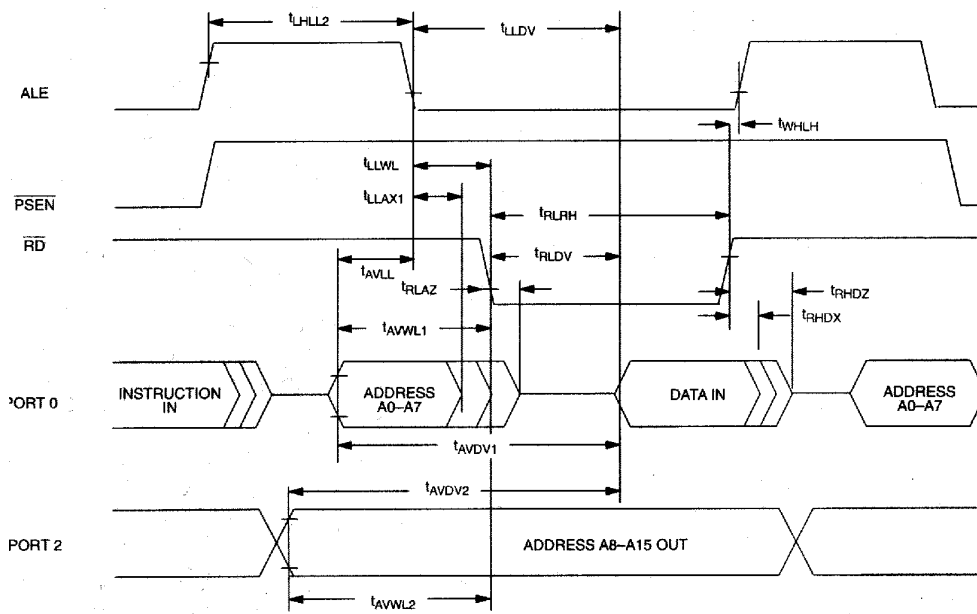 tLHLL2
tLLDV
ALE
tWHLH
tLLWL
tLLAX1
PSEN
tRLRH
RD
tAVLL
tRLDV
tRLAZ
tRHDZ
tRHDX
tAVWL1
PORT 0
INSTRUCTION
IN
ADDRESS
A0–A7
DATA IN
ADDRESS
A0–A7
tAVDV1
tAVDV2
PORT 2
ADDRESS A8–A15 OUT
tAVWL2